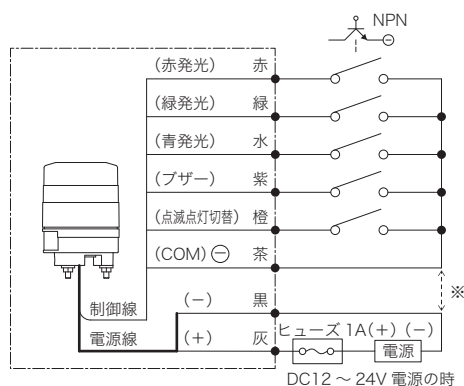 NPN
(赤発光) 赤
(緑発光) 緑
(青発光) 水
(ブザー) 紫
(点滅点灯切替) 橙
(COM)⊖ 茶
※
制御線 (−) 黒
電源線 (+) 灰
ヒューズ 1A(+) (−)
電源
DC12 ~ 24V 電源の時